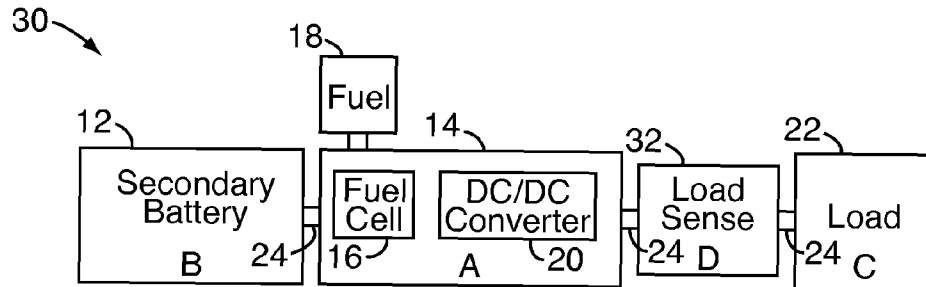 30
18
Fuel
12
14
32
22
Secondary
Battery
B
24
Fuel
Cell
16
DC/DC
Converter
20
A
24
Load
Sense
D
24
Load
C